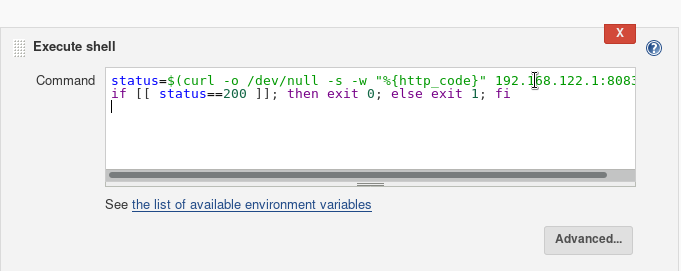 X
Execute shell
Command
status=$(curl -o /dev/null -s -w "%{http_code}" 192.168.122.1:8083
if [[ status==200 ]]; then exit 0; else exit 1; fi
See the list of available environment variables
Advanced...